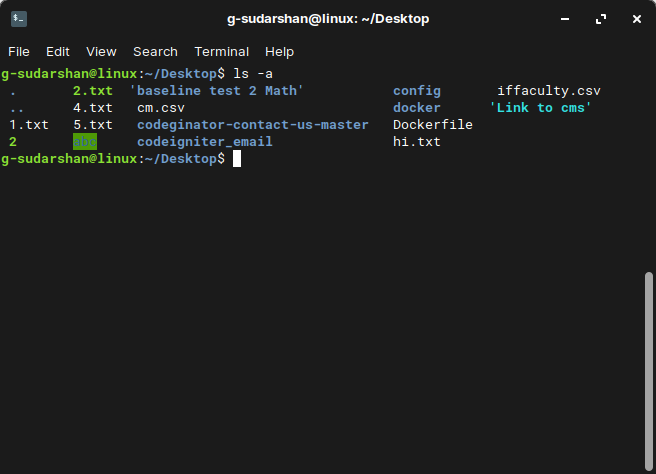 g-sudarshan@linux: ~/Desktop
File Edit View Search Terminal Help
g-sudarshan@linux:~/Desktop$ ls -a
. 2.txt 'baseline test 2 Math' config iffaculty.csv
.. 4.txt cm.csv docker 'Link to cms'
1.txt 5.txt codeginator-contact-us-master Dockerfile
2 abc codeigniter_email hi.txt
g-sudarshan@linux:~/Desktop$